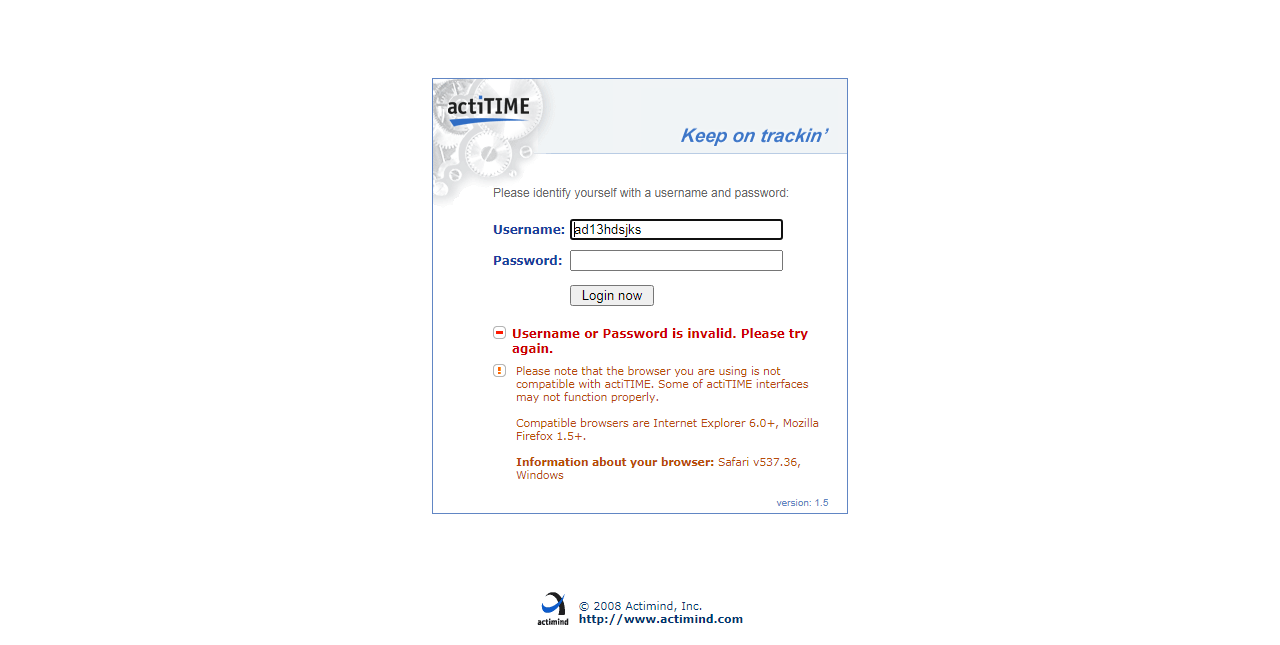 actiTIME
Keep on trackin’
Please identify yourself with a username and password:
Username: ad13hdsjks
Password:
Login now
Username or Password is invalid. Please try
again.
Please note that the browser you are using is not
compatible with actiTIME. Some of actiTIME interfaces
may not function properly.
Compatible browsers are Internet Explorer 6.0+, Mozilla
Firefox 1.5+.
Information about your browser: Safari v537.36,
Windows
version: 1.5
actimind
© 2008 Actimind, Inc.
http://www.actimind.com